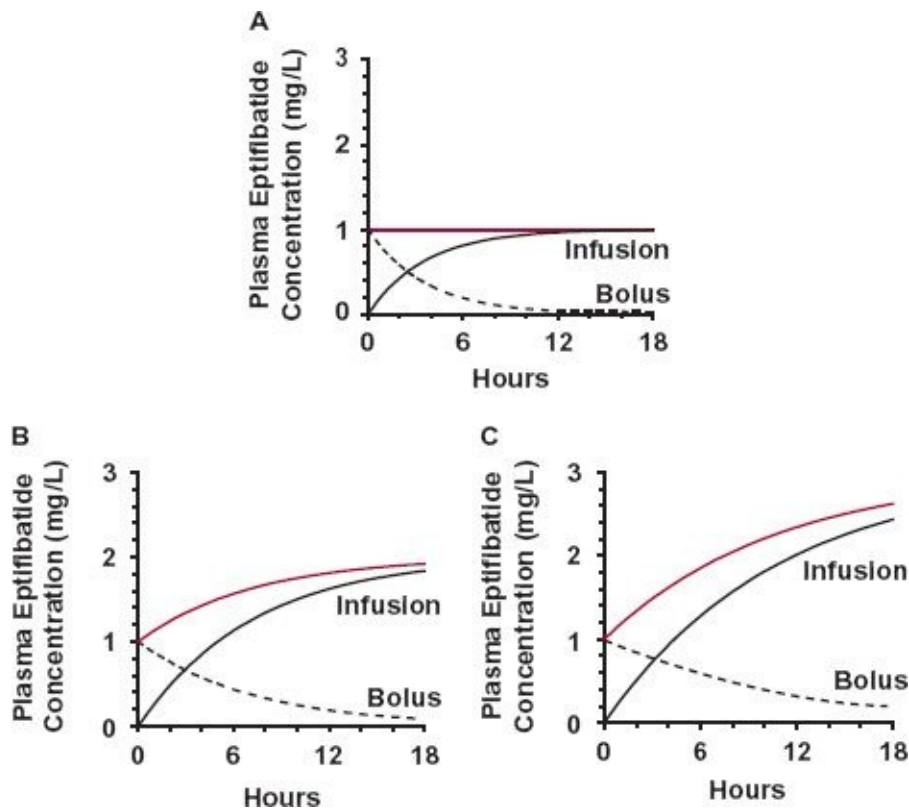 A
Plasma Eptifibatide
Concentration (mg/L)
3
2
1
0
Infusion
Bolus
0 6 12 18
Hours
B
Plasma Eptifibatide
Concentration (mg/L)
3
2
1
0
Infusion
Bolus
0 6 12 18
Hours
C
Plasma Eptifibatide
Concentration (mg/L)
3
2
1
0
Infusion
Bolus
0 6 12 18
Hours